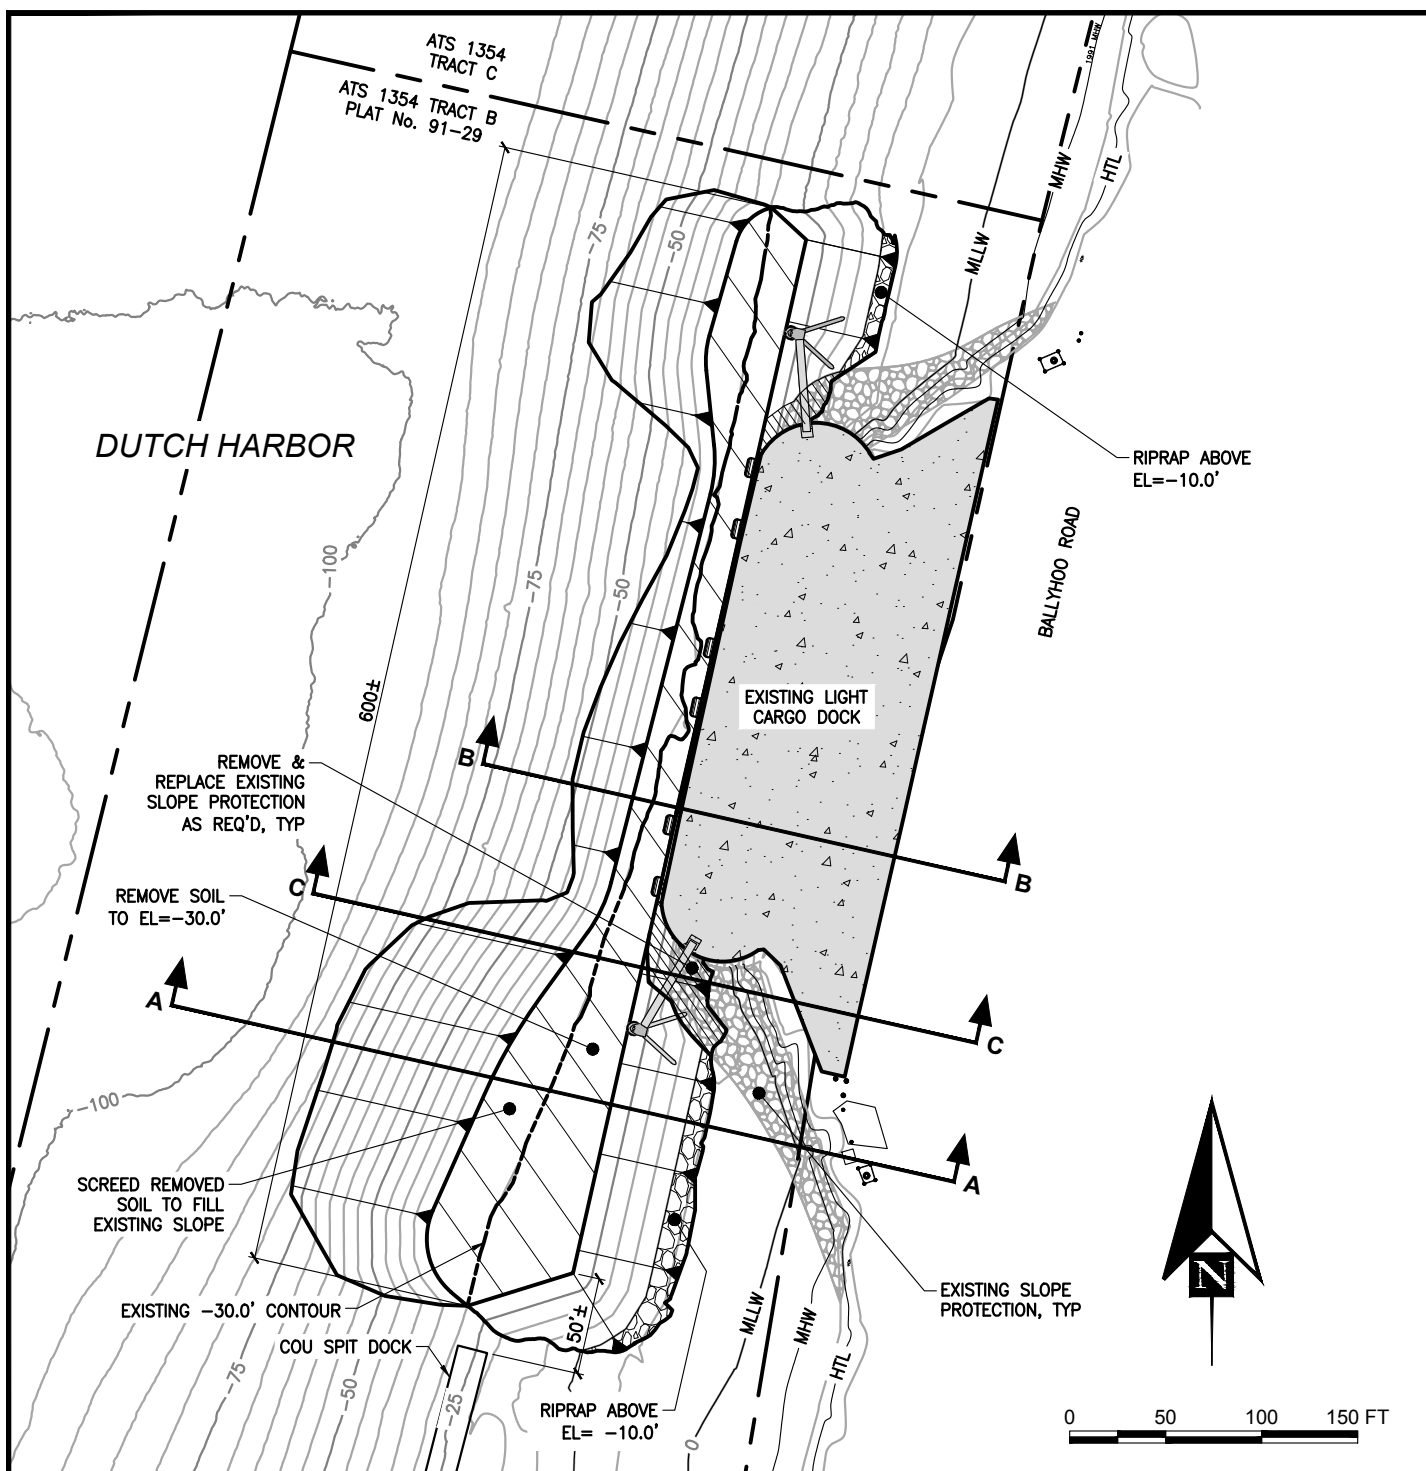 ATS 1354
TRACT C
ATS 1354 TRACT B
PLAT No. 91-29
1991 MHW
MHW
HTL
MLLW
-75
-50
DUTCH HARBOR
RIPRAP ABOVE
EL=-10.0'
-100
-75
-50
BALLYHOO ROAD
600±
EXISTING LIGHT
CARGO DOCK
REMOVE &
REPLACE EXISTING
SLOPE PROTECTION
AS REQ'D, TYP
B
B
C
C
REMOVE SOIL
TO EL=-30.0'
A
A
-100
SCREED REMOVED
SOIL TO FILL
EXISTING SLOPE
EXISTING -30.0' CONTOUR
COU SPIT DOCK
50'±
EXISTING SLOPE
PROTECTION, TYP
MLLW
MHW
HTL
N
-75
-50
-25
RIPRAP ABOVE
EL= -10.0'
0
0 50 100 150 FT